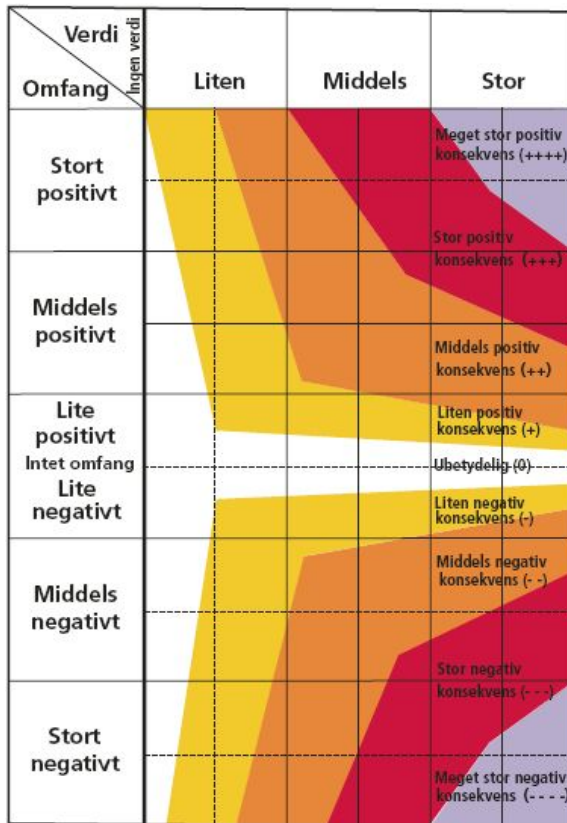 Verdi
Omfang
Ingen verdi
Liten
Middels
Stor
Stort
positivt
Meget stor positiv
konsekvens (++++)
Stor positiv
konsekvens (+++)
Middels
positivt
Middels positiv
konsekvens (++)
Lite
positivt
Liten positiv
konsekvens (+)
Intet omfang
Ubetydelig (0)
Lite
negativt
Liten negativ
konsekvens (-)
Middels
negativt
Middels negativ
konsekvens (- -)
Stor negativ
konsekvens (- - -)
Stort
negativt
Meget stor negativ
konsekvens (- - - -)